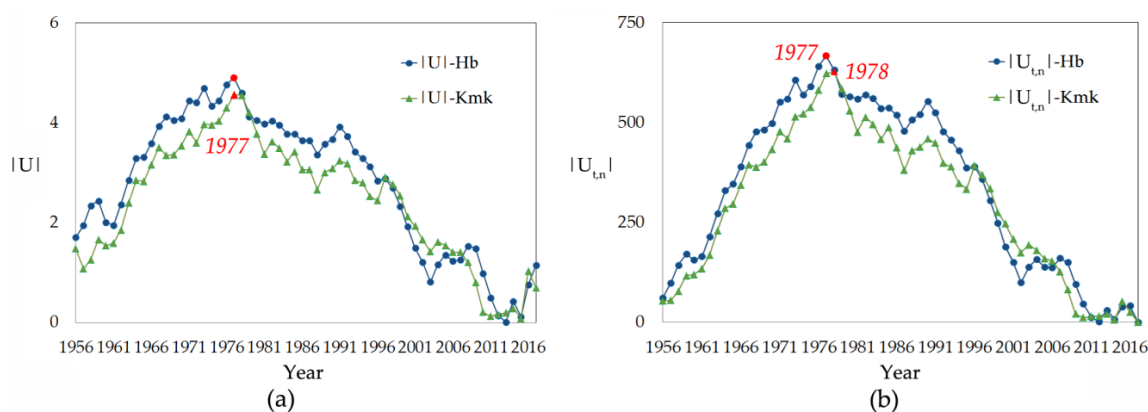 6
4
2
0
|U|
|U|-Hb
|U|-Kmk
1977
1956 1961 1966 1971 1976 1981 1986 1991 1996 2001 2006 2011 2016
Year
(a)
750
500
250
0
|Ut,n|
|Ut,n|-Hb
|Ut,n|-Kmk
1977
1978
1956 1961 1966 1971 1976 1981 1986 1991 1996 2001 2006 2011 2016
Year
(b)